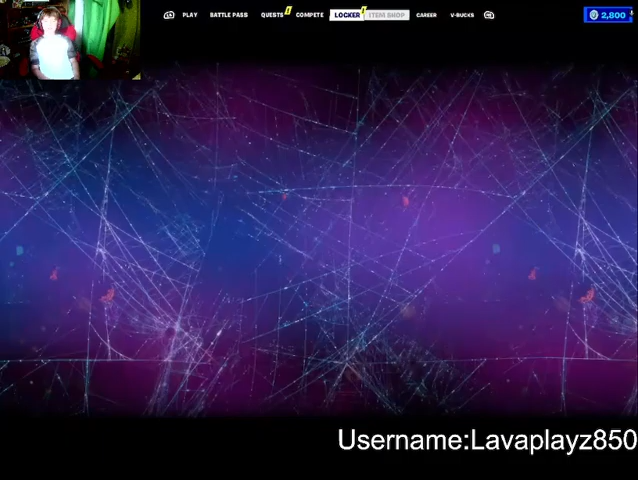 PLAY BATTLE PASS QUESTS ! COMPETE LOCKER ! ITEM SHOP CAREER V-BUCKS 2,800
Username:Lavaplayz850